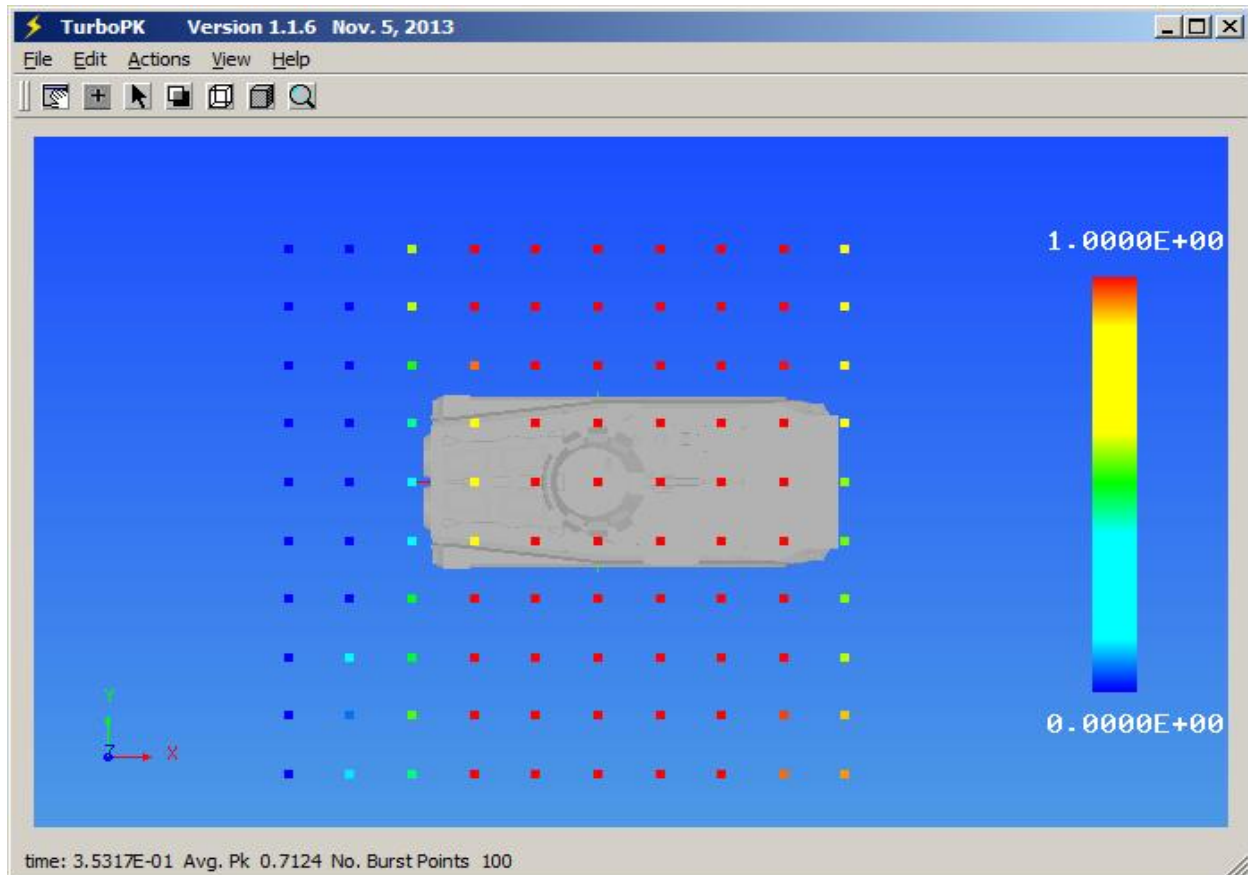 TurboPK Version 1.1.6 Nov. 5, 2013
File Edit Actions View Help
1.0000E+00
0.0000E+00
Y
Z
X
time: 3.5317E-01 Avg. Pk 0.7124 No. Burst Points 100